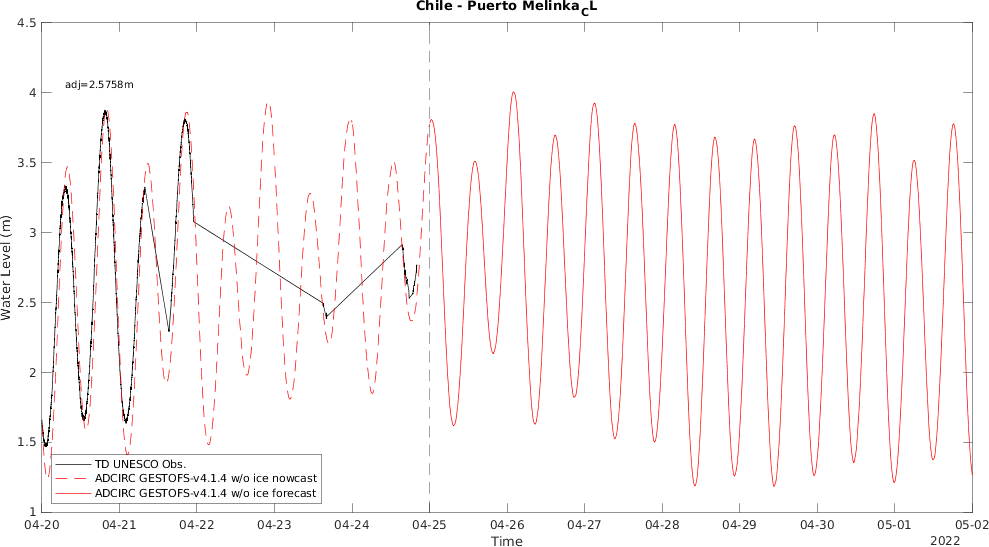 Chile - Puerto Melinka_CL
4.5
4
3.5
3
2.5
2
1.5
1
Water Level (m)
adj=2.5758m
TD UNESCO Obs.
ADCIRC GESTOFS-v4.1.4 w/o ice nowcast
ADCIRC GESTOFS-v4.1.4 w/o ice forecast
04-20 04-21 04-22 04-23 04-24 04-25 04-26 04-27 04-28 04-29 04-30 05-01 05-02
Time
2022